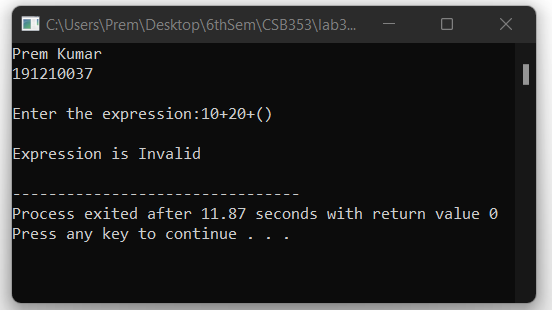 C:\Users\Prem\Desktop\6thSem\CSB353\lab3...
Prem Kumar
191210037
Enter the expression:10+20+()
Expression is Invalid
--------------------------------
Process exited after 11.87 seconds with return value 0
Press any key to continue . . .